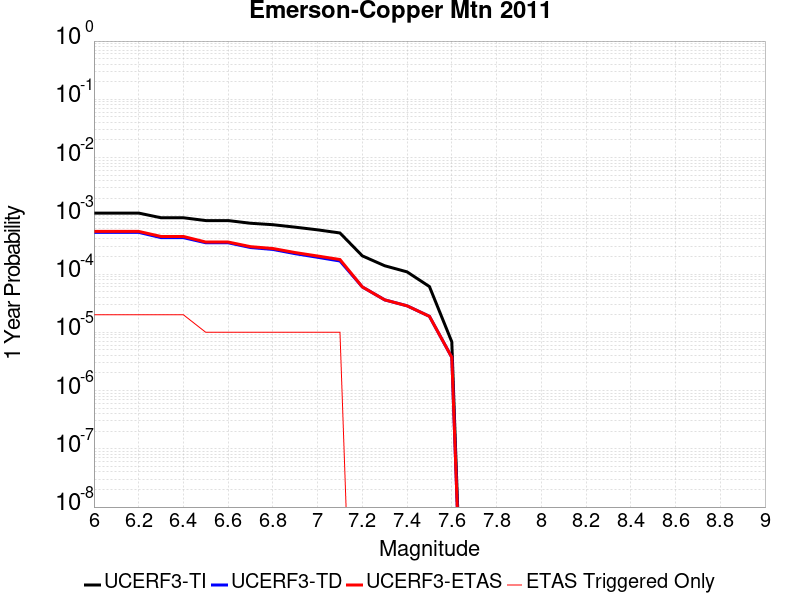 Emerson-Copper Mtn 2011
10^0
10^-1
10^-2
10^-3
10^-4
10^-5
10^-6
10^-7
10^-8
1 Year Probability
6 6.2 6.4 6.6 6.8 7 7.2 7.4 7.6 7.8 8 8.2 8.4 8.6 8.8 9
Magnitude
UCERF3-TI UCERF3-TD UCERF3-ETAS ETAS Triggered Only